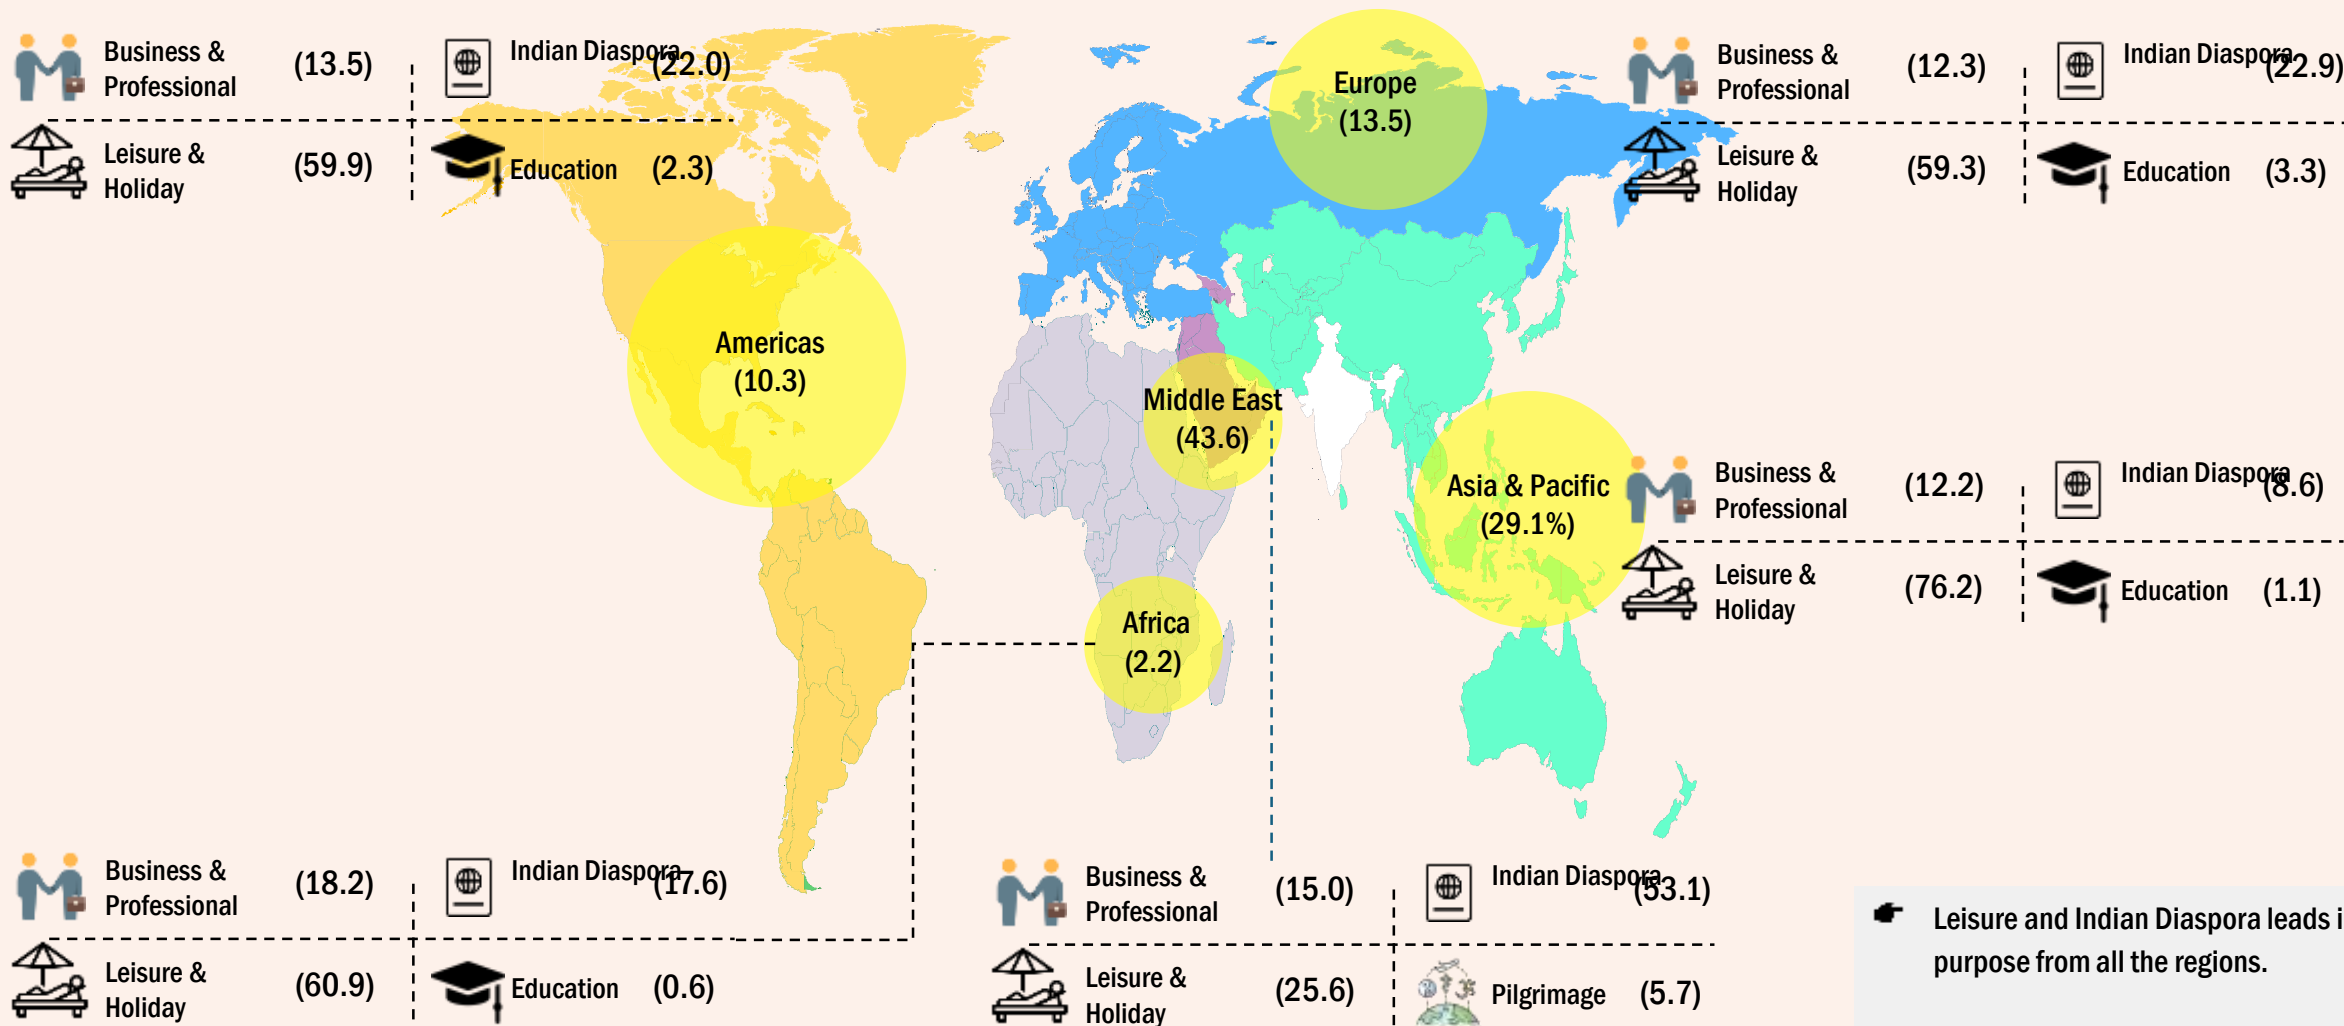 Business &
Professional
(13.5)
Indian Diaspora
(22.0)
Leisure &
Holiday
(59.9)
Education
(2.3)
Europe
(13.5)
Business &
Professional
(12.3)
Indian Diaspora
(22.9)
Leisure &
Holiday
(59.3)
Education
(3.3)
Americas
(10.3)
Middle East
(43.6)
Asia & Pacific
(29.1%)
Business &
Professional
(12.2)
Indian Diaspora
(8.6)
Leisure &
Holiday
(76.2)
Education
(1.1)
Africa
(2.2)
Business &
Professional
(18.2)
Indian Diaspora
(17.6)
Leisure &
Holiday
(60.9)
Education
(0.6)
Business &
Professional
(15.0)
Indian Diaspora
(53.1)
Leisure &
Holiday
(25.6)
Pilgrimage
(5.7)
Leisure and Indian Diaspora leads
purpose from all the regions.